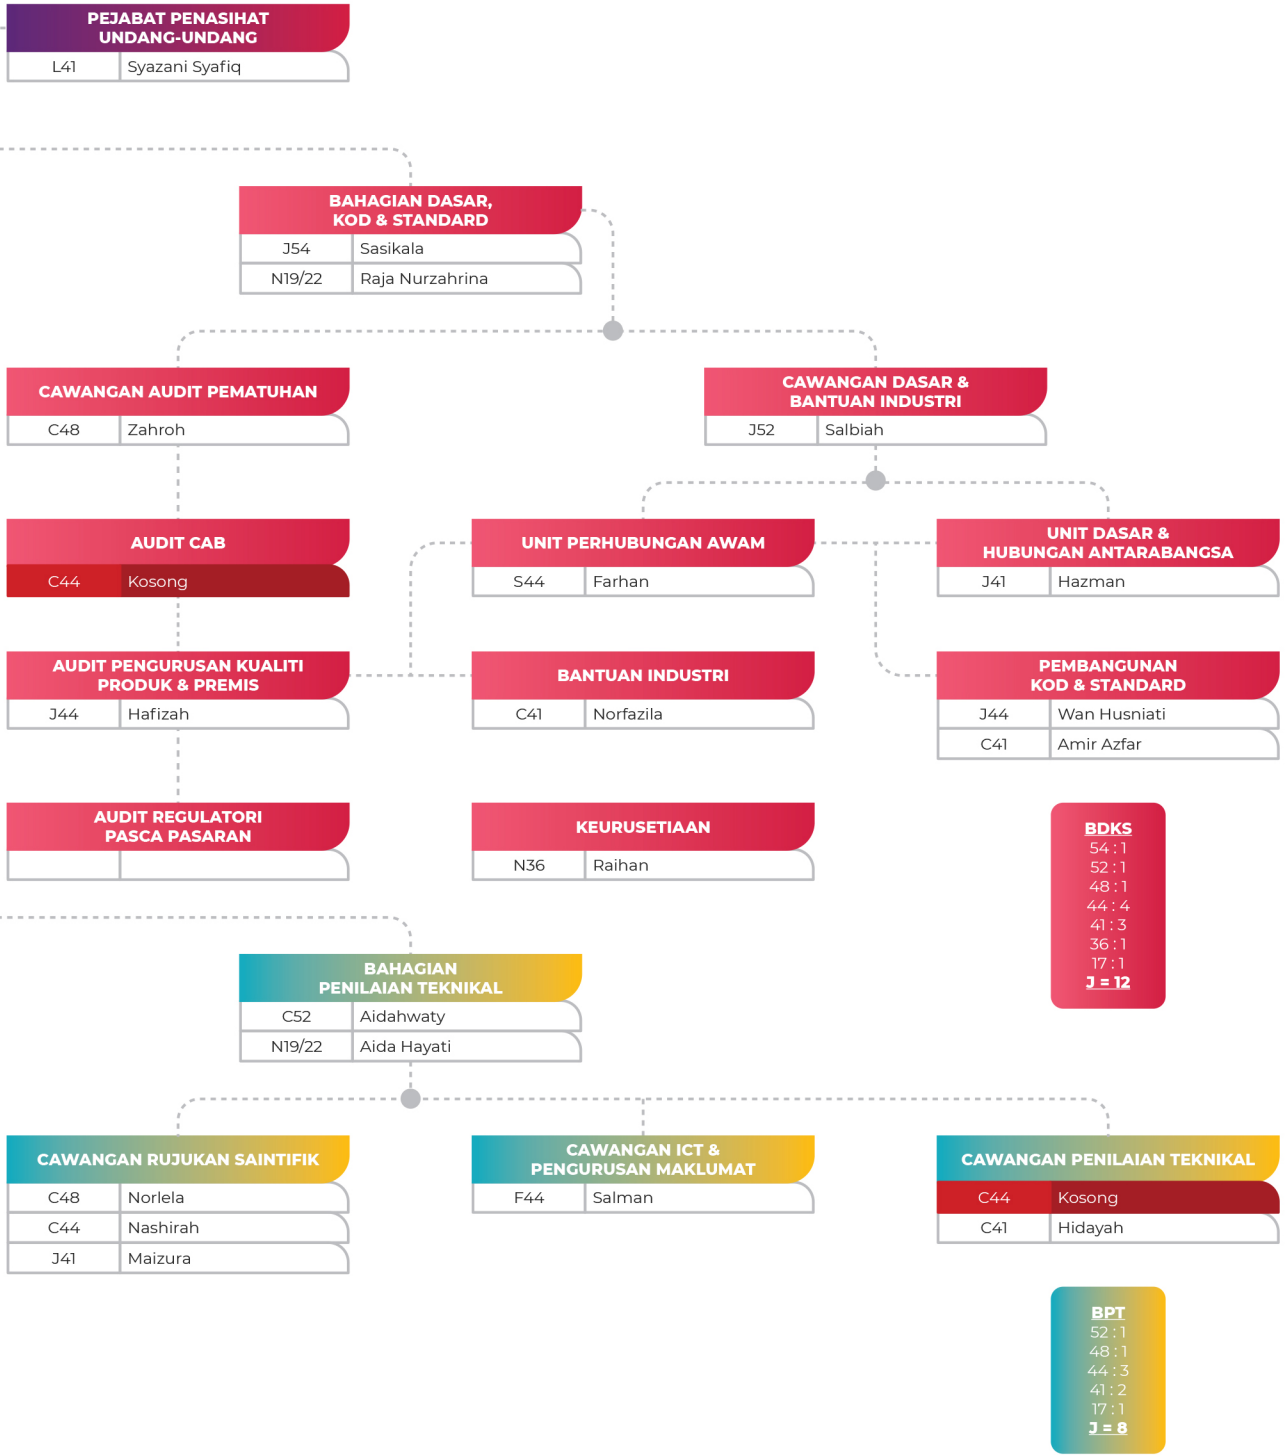 PEJABAT PENASIHAT
UNDANG-UNDANG
L41 Syazani Syafiq
BAHAGIAN DASAR,
KOD & STANDARD
J54 Sasikala
N19/22 Raja Nurzahrina
CAWANGAN AUDIT PEMATUHAN
C48 Zahroh
CAWANGAN DASAR &
BANTUAN INDUSTRI
J52 Salbiah
AUDIT CAB
C44 Kosong
UNIT PERHUBUNGAN AWAM
S44 Farhan
UNIT DASAR &
HUBUNGAN ANTARABANGSA
J41 Hazman
AUDIT PENGURUSAN KUALITI
PRODUK & PREMIS
J44 Hafizah
BANTUAN INDUSTRI
C41 Norfazila
PEMBANGUNAN
KOD & STANDARD
J44 Wan Husniati
C41 Amir Azfar
AUDIT REGULATORI
PASCA PASARAN
KEURUSETIAAN
N36 Raihan
BDKS
54 : 1
52 : 1
48 : 1
44 : 4
41 : 3
36 : 1
17 : 1
J = 12
BAHAGIAN
PENILAIAN TEKNIKAL
C52 Aidahwaty
N19/22 Aida Hayati
CAWANGAN RUJUKAN SAINTIFIK
C48 Norlela
C44 Nashirah
J41 Maizura
CAWANGAN ICT &
PENGURUSAN MAKLUMAT
F44 Salman
CAWANGAN PENILAIAN TEKNIKAL
C44 Kosong
C41 Hidayah
BPT
52 : 1
48 : 1
44 : 3
41 : 2
17 : 1
J = 8